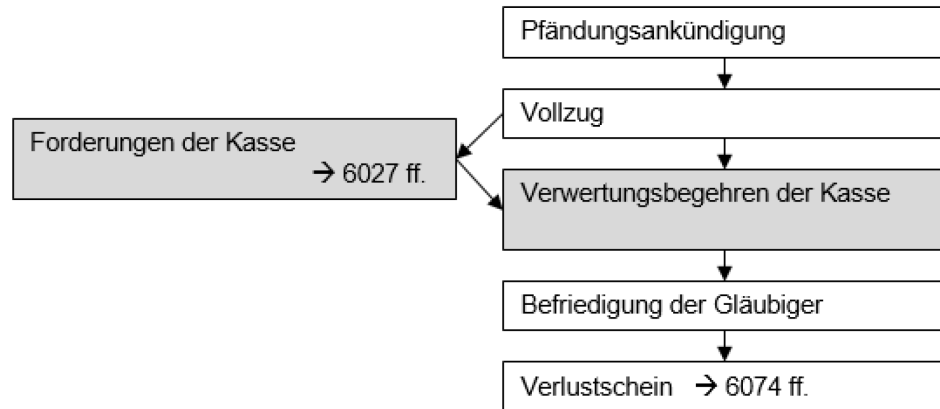 Pfändungsankündigung
Vollzug
Forderungen der Kasse
→ 6027 ff.
Verwertungsbegehren der Kasse
Befriedigung der Gläubiger
Verlustschein → 6074 ff.